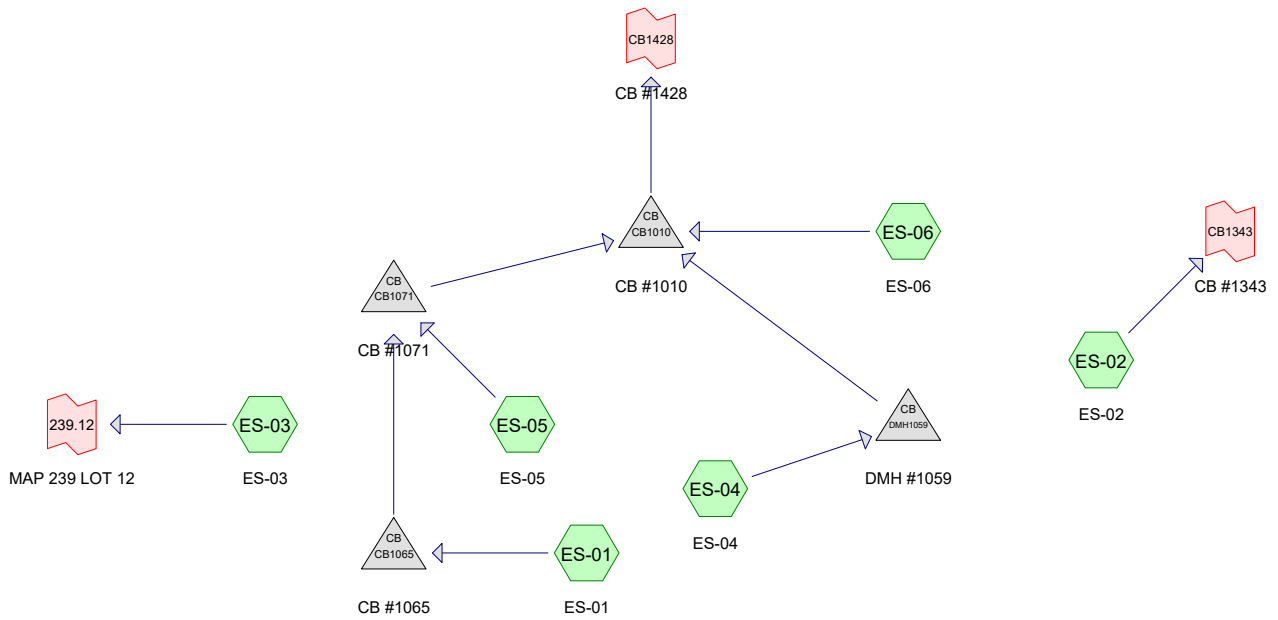 CB1428
CB #1428
CB
CB1010
CB #1010
ES-06
ES-06
CB1343
CB #1343
CB
CB1071
CB #1071
ES-02
ES-02
239.12
MAP 239 LOT 12
ES-03
ES-03
ES-05
ES-05
CB
DMH1059
DMH #1059
ES-04
ES-04
CB
CB1065
CB #1065
ES-01
ES-01